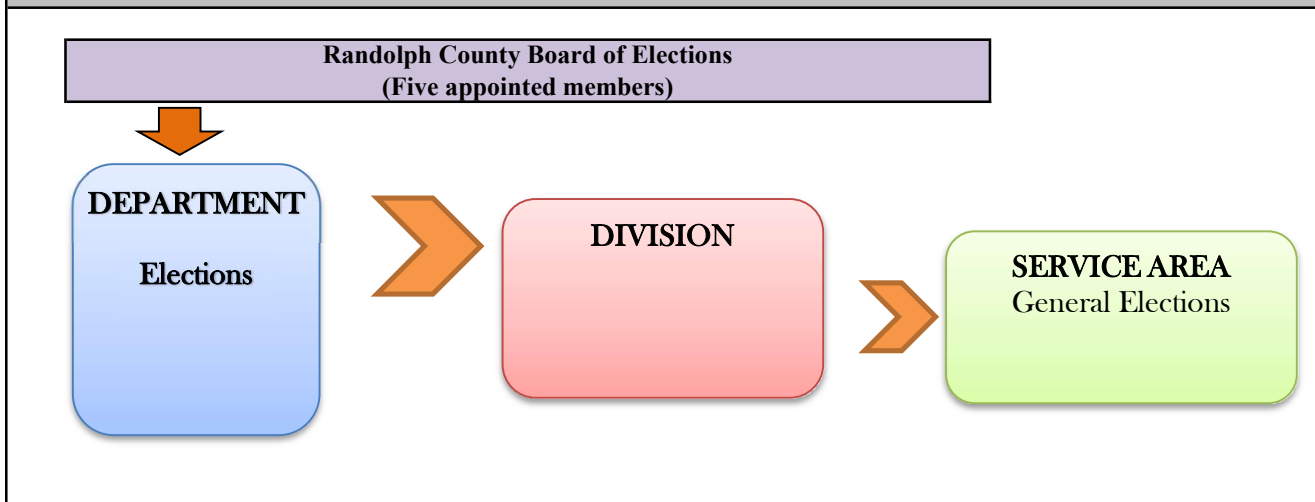 Randolph County Board of Elections
(Five appointed members)
DEPARTMENT
Elections
DIVISION
SERVICE AREA
General Elections